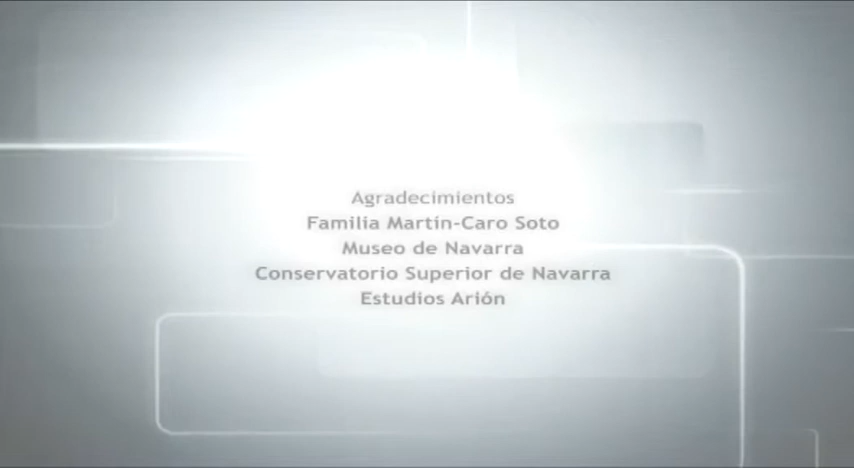 Agradecimientos
Familia Martín-Caro Soto
Museo de Navarra
Conservatorio Superior de Navarra
Estudios Arión